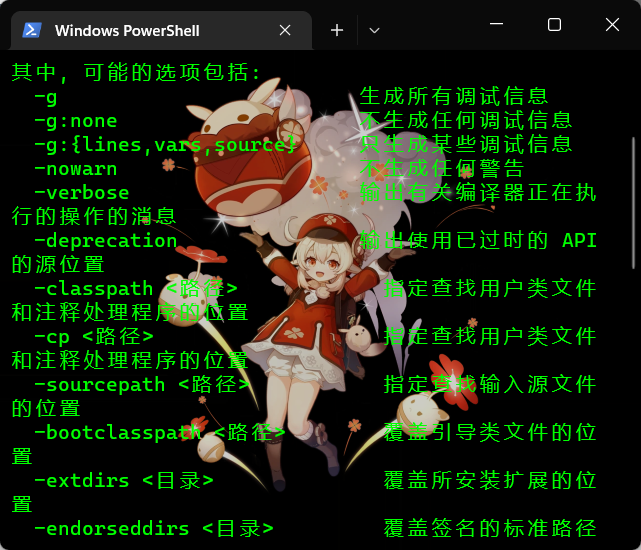 Windows PowerShell
其中, 可能的选项包括:
-g 生成所有调试信息
-g:none 不生成任何调试信息
-g:{lines,vars,source} 只生成某些调试信息
-nowarn 不生成任何警告
-verbose 输出有关编译器正在执
行的操作的消息
-deprecation 输出使用已过时的 API
的源位置
-classpath <路径> 指定查找用户类文件
和注释处理程序的位置
-cp <路径> 指定查找用户类文件
和注释处理程序的位置
-sourcepath <路径> 指定查找输入源文件
的位置
-bootclasspath <路径> 覆盖引导类文件的位
置
-extdirs <目录> 覆盖所安装扩展的位
置
-endorseddirs <目录> 覆盖签名的标准路径